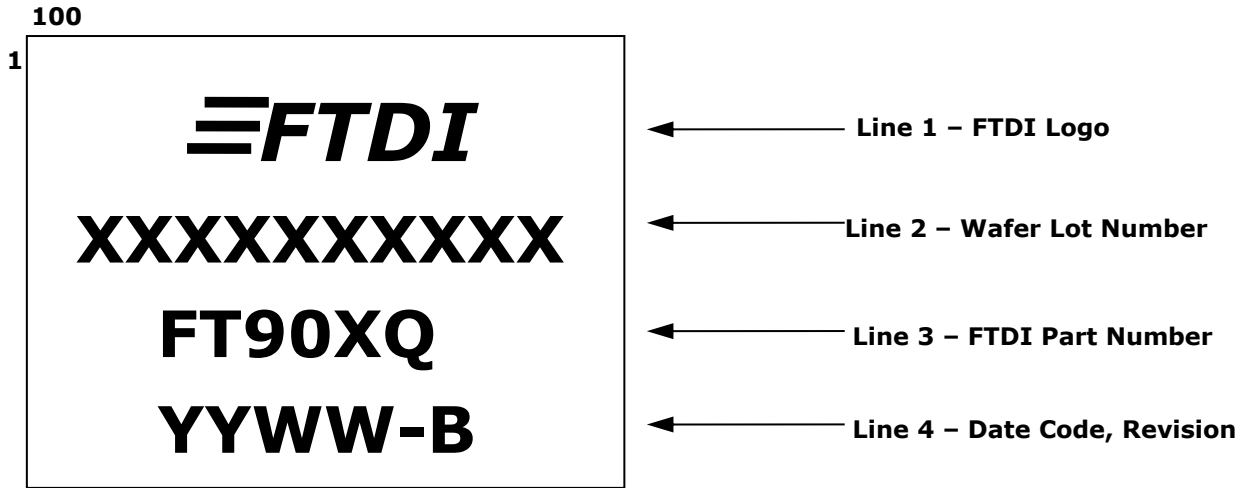 100
1
FTDI
Line 1 – FTDI Logo
XXXXXXXXXX
Line 2 – Wafer Lot Number
FT90XQ
Line 3 – FTDI Part Number
YYWW-B
Line 4 – Date Code, Revision